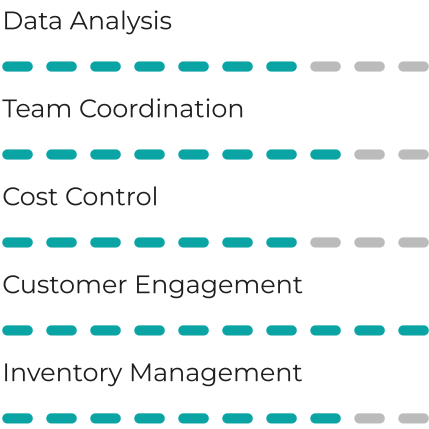 Data Analysis
Team Coordination
Cost Control
Customer Engagement
Inventory Management